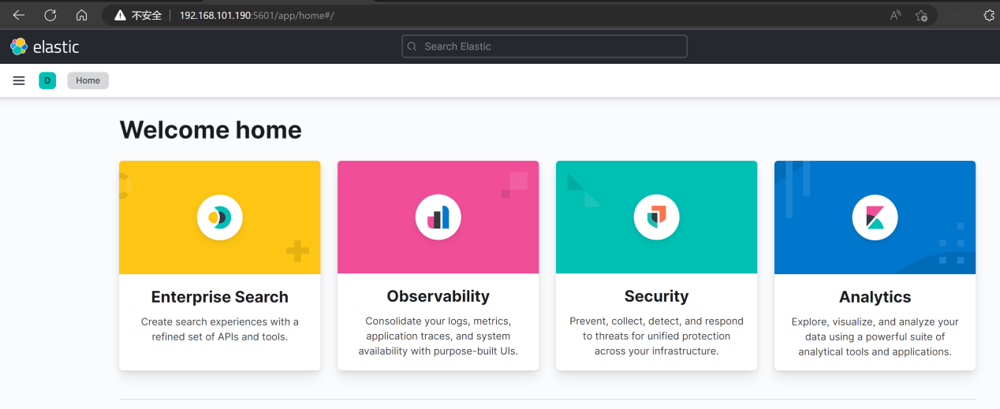 不安全 192.168.101.190:5601/app/home#/
elastic
Search Elastic
D Home
Welcome home
Enterprise Search
Create search experiences with a
refined set of APIs and tools.
Observability
Consolidate your logs, metrics,
application traces, and system
availability with purpose-built UIs.
Security
Prevent, collect, detect, and respond
to threats for unified protection
across your infrastructure.
Analytics
Explore, visualize, and analyze your
data using a powerful suite of
analytical tools and applications.